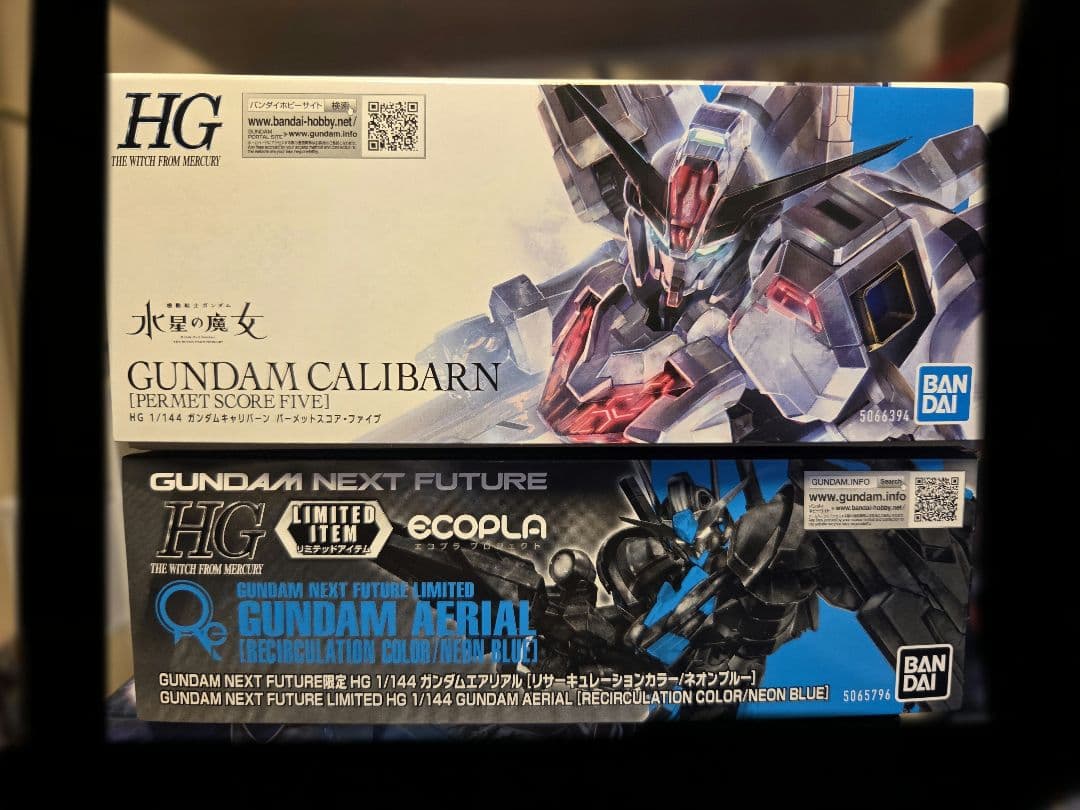 HG
THE WITCH FROM MERCURY
バンダイホビーサイト 検索
www.bandai-hobby.net/
GUNDAM PORTAL SITE ▶www.gundam.info
機動戦士ガンダム
水星の魔女
GUNDAM CALIBARN
[PERMET SCORE FIVE]
HG 1/144 ガンダムキャリバーン パーメットスコア・ファイブ
5066394
BAN
DAI
GUNDAM NEXT FUTURE
HG
THE WITCH FROM MERCURY
LIMITED
ITEM
リミテッドアイテム
ECOPLA
エコプラ プロジェクト
GUNDAM.INFO Search
www.gundam.info
▶www.bandai-hobby.net/
Re
GUNDAM NEXT FUTURE LIMITED
GUNDAM AERIAL
[RECIRCULATION COLOR/NEON BLUE]
GUNDAM NEXT FUTURE限定 HG 1/144 ガンダムエアリアル [リサーキュレーションカラー/ネオンブルー]
GUNDAM NEXT FUTURE LIMITED HG 1/144 GUNDAM AERIAL [RECIRCULATION COLOR/NEON BLUE]
5065796
BAN
DAI